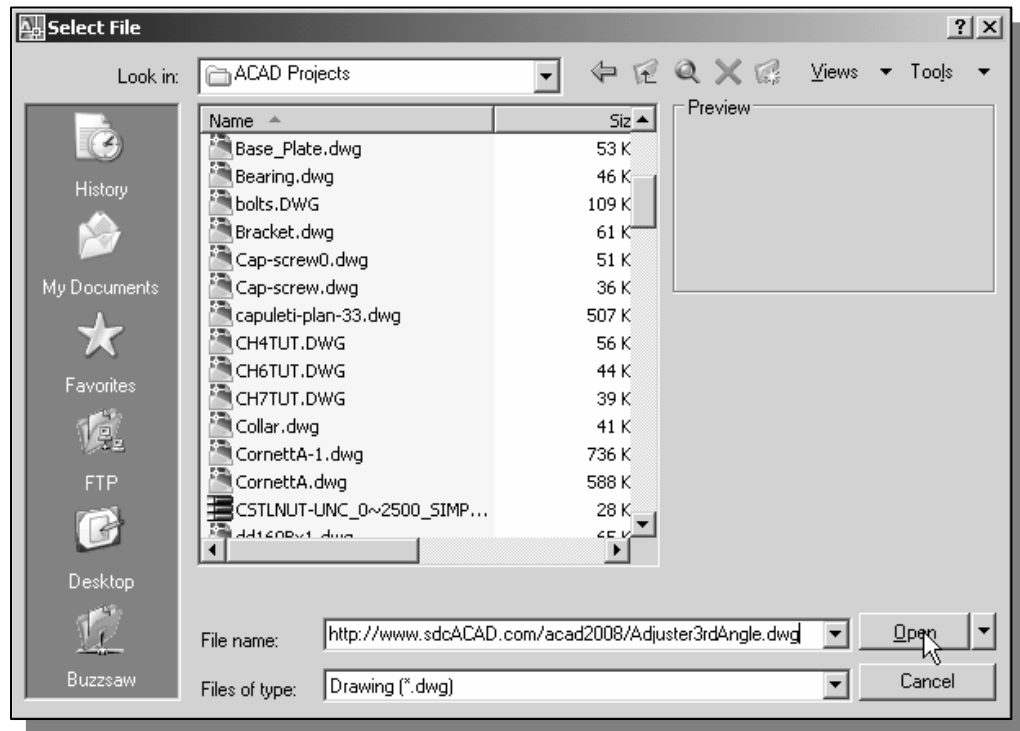 Select File
? X
Look in: ACAD Projects Views Tools
Name Siz Preview
Base_Plate.dwg 53 K
Bearing.dwg 46 K
bolts.DWG 109 K
Bracket.dwg 61 K
Cap-screw0.dwg 51 K
Cap-screw.dwg 36 K
capuleti-plan-33.dwg 507 K
CH4TUT.DWG 56 K
CH6TUT.DWG 44 K
CH7TUT.DWG 39 K
Collar.dwg 41 K
CornettA-1.dwg 736 K
CornettA.dwg 588 K
CSTLNUT-UNC_0~2500_SIMP... 28 K
History
My Documents
Favorites
FTP
Desktop
Buzzsaw
File name: http://www.sdcACAD.com/acad2008/Adjuster3rdAngle.dwg Open
Files of type: Drawing (*.dwg) Cancel